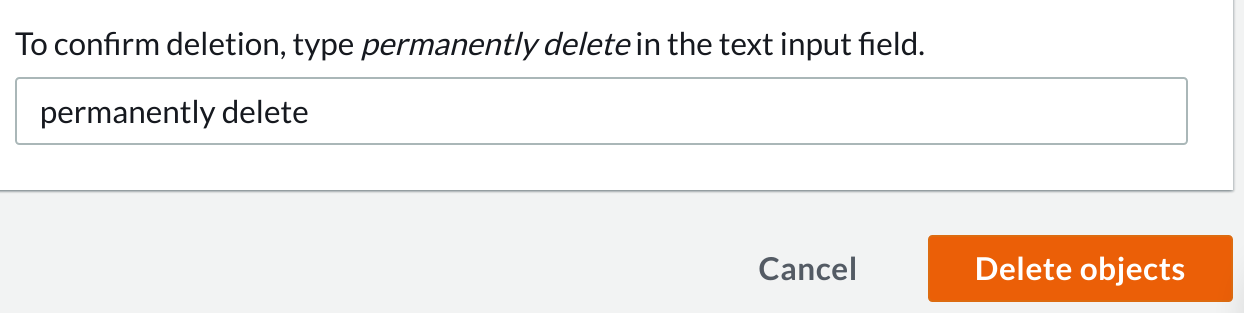 To confirm deletion, type permanently delete in the text input field.
permanently delete
Cancel
Delete objects